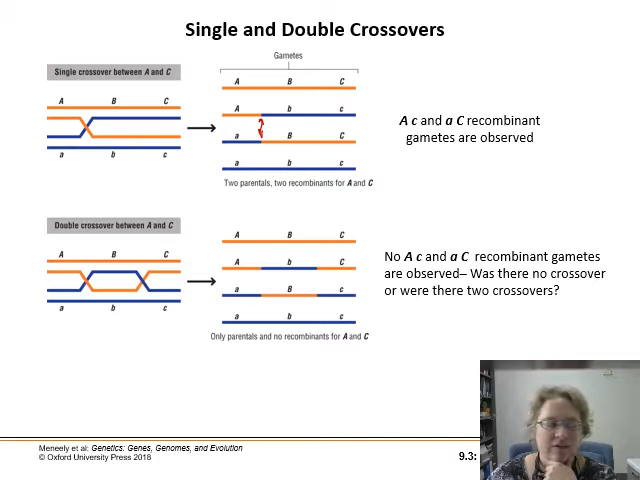 Single and Double Crossovers
Gametes
Single crossover between A and C
A B C
a b c
A B C
A b c
a B C
a b c
Two parentals, two recombinants for A and C
A c and a C recombinant
gametes are observed
Double crossover between A and C
A B C
a b c
A B C
A b C
a B c
a b c
Only parentals and no recombinants for A and C
No A c and a C recombinant gametes
are observed– Was there no crossover
or were there two crossovers?
Meneely et al: Genetics: Genes, Genomes, and Evolution
© Oxford University Press 2018
9.3: